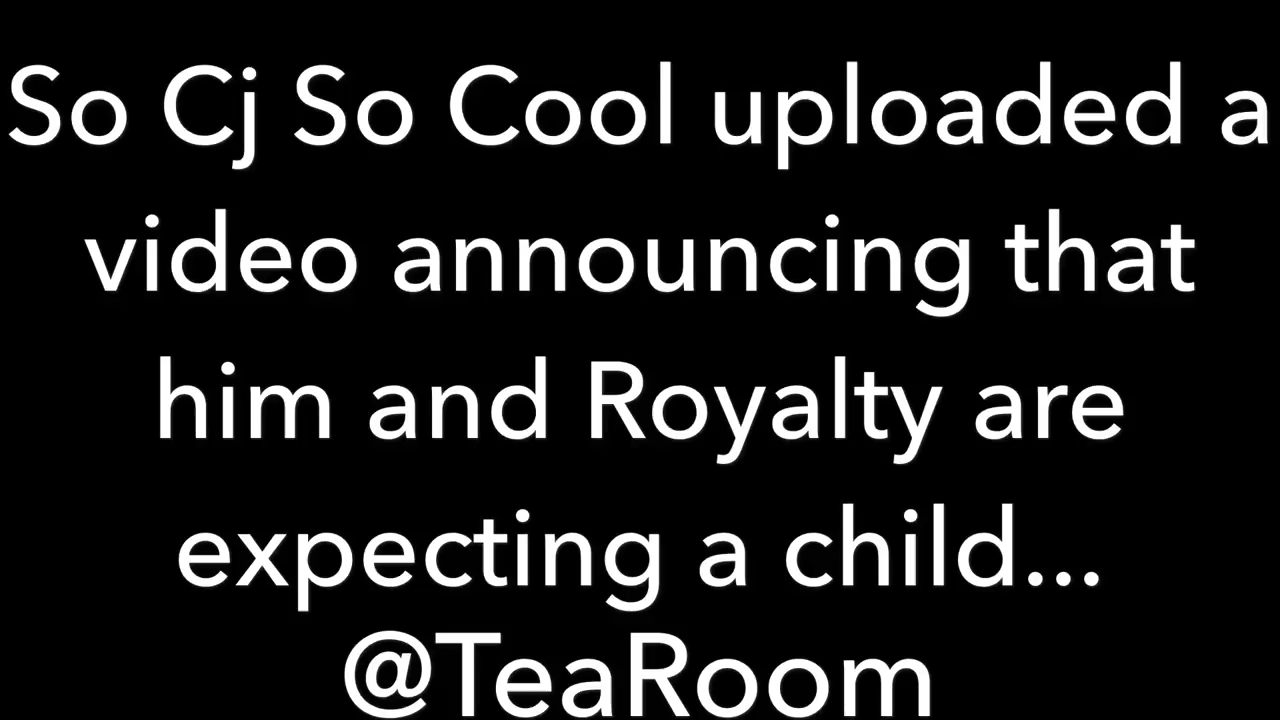 So Cj So Cool uploaded a
video announcing that
him and Royalty are
expecting a child...
@TeaRoom